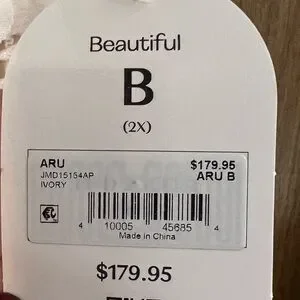 Beautiful
B
(2X)
ARU $179.95
JMD15154AP ARU B
IVORY
4 10005 45685 4
Made in China
$179.95